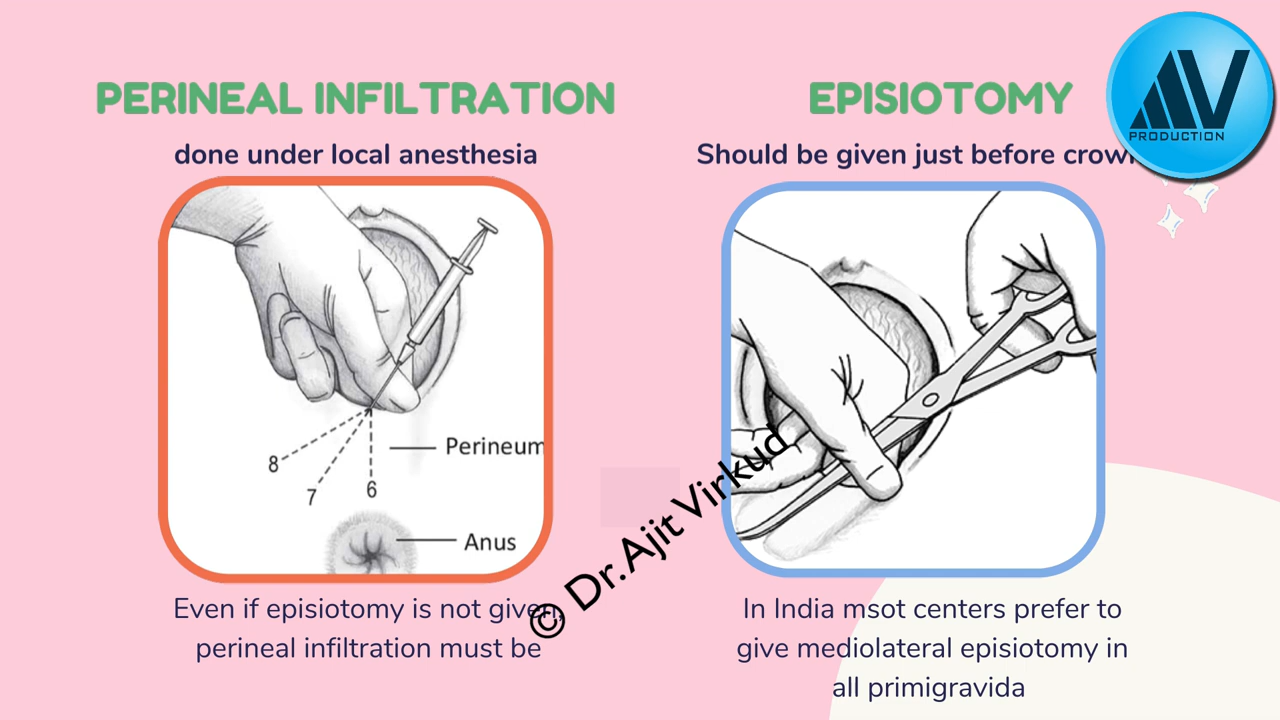 PERINEAL INFILTRATION
done under local anesthesia
8
7
6
Perineum
Anus
Even if episiotomy is not given,
perineal infiltration must be
EPISIOTOMY
Should be given just before
In India msot centers prefer to
give mediolateral episiotomy in
all primigravida
AV
PRODUCTION
© Dr.Ajit Virkud